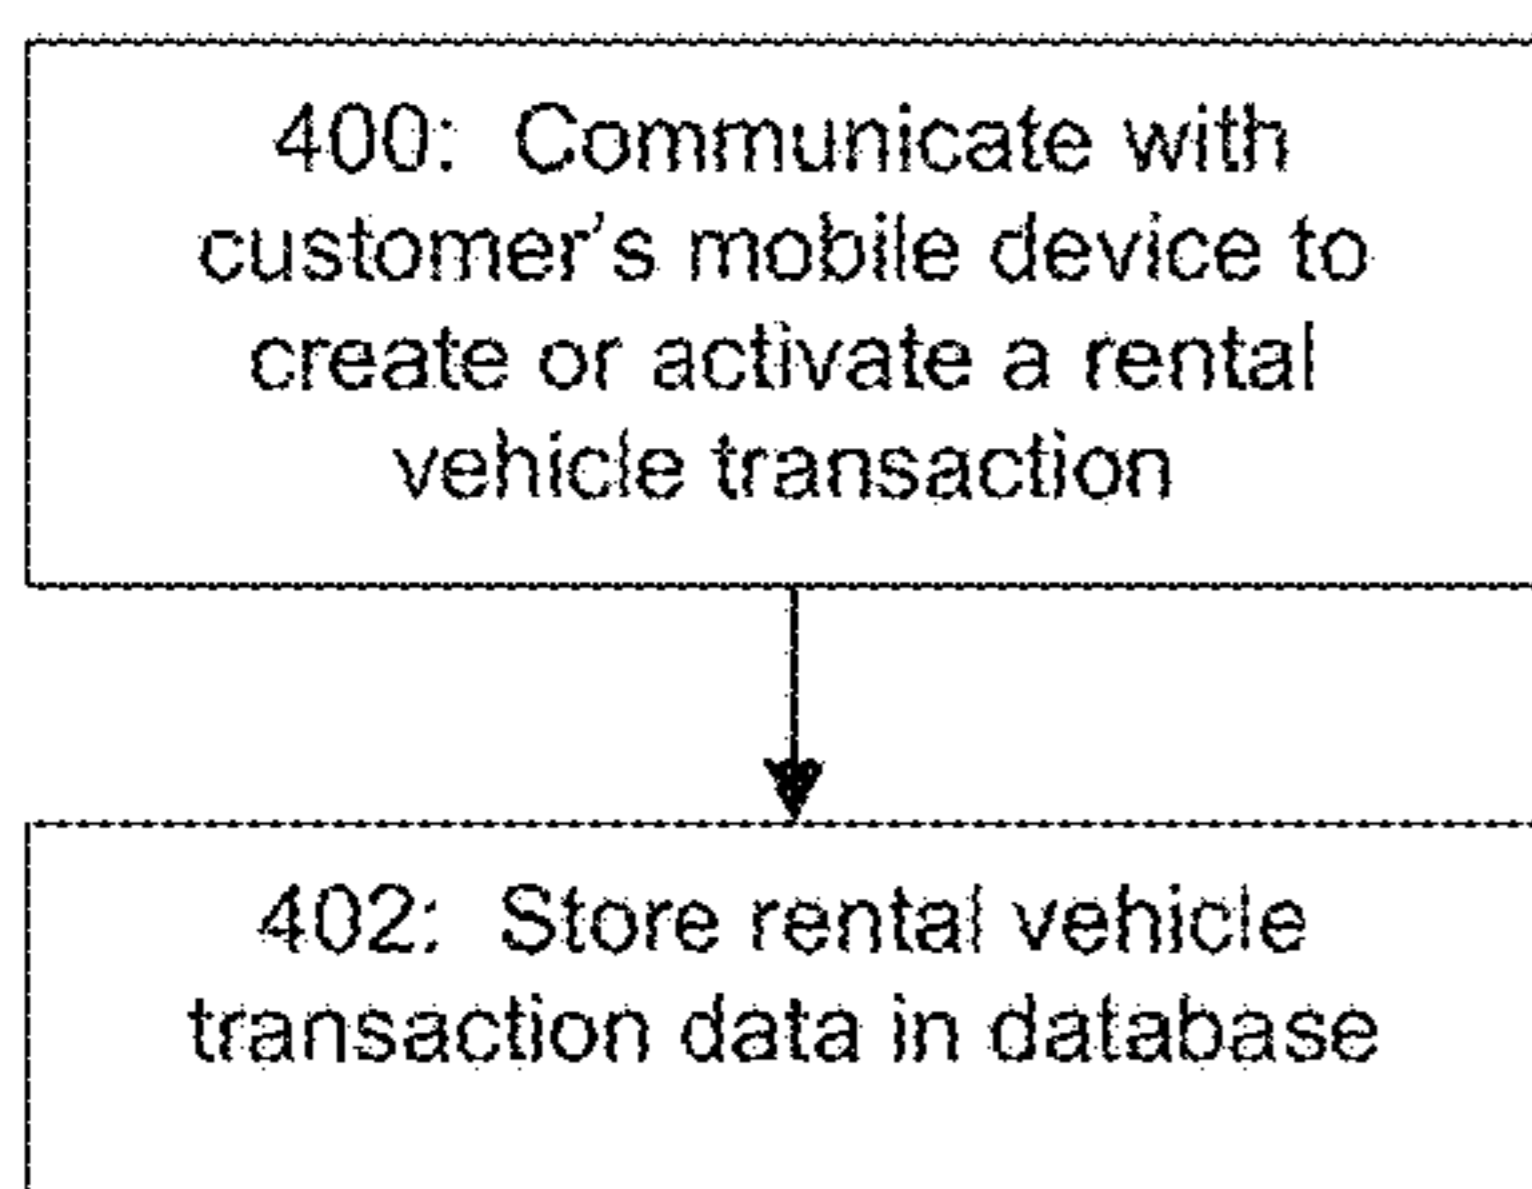 400:  Communicate with
customer's mobile device to
create or activate a rental
vehicle transaction
402:  Store rental vehicle
transaction data in database